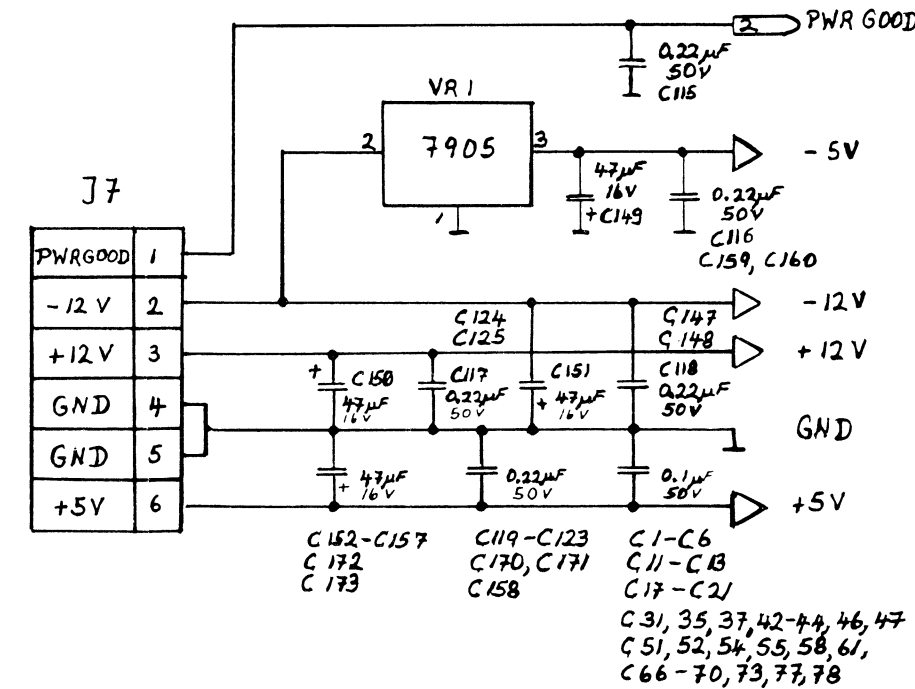 2 PWR GOOD
0.22µF
50V
C115
VR1
2 7905 3
1
- 5V
47µF
16V
+ C149
0.22µF
50V
C116
C159, C160
J7
PWRGOOD 1
-12 V 2
+12 V 3
GND 4
GND 5
+5V 6
C124
C125
C147
C148
-12V
+12V
+ C150
47µF
16V
C117
0.22µF
50V
C151
+ 47µF
16V
C118
0.22µF
50V
GND
+ 47µF
16V
0.22µF
50V
0.1µF
50V
+5V
C152-C157
C172
C173
C119-C123
C170, C171
C158
C1-C6
C11-C13
C17-C21
C31, 35, 37, 42-44, 46, 47
C51, 52, 54, 55, 58, 61,
C66-70, 73, 77, 78